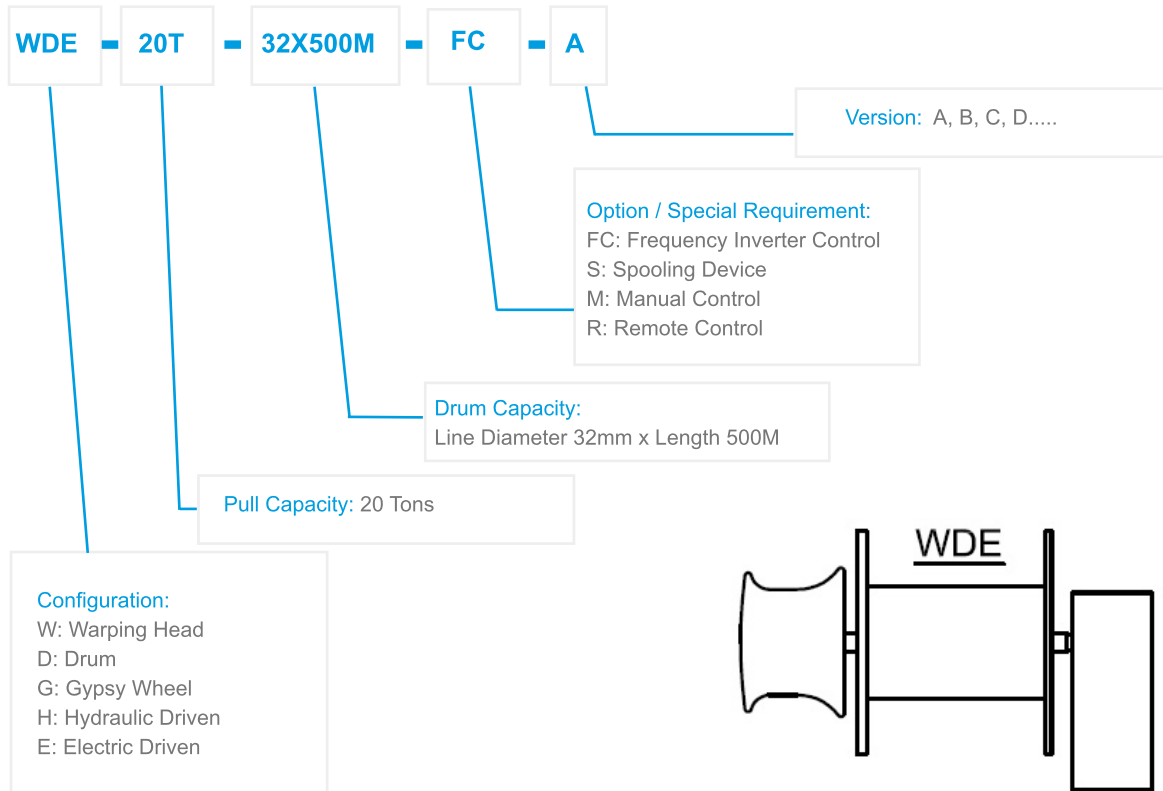 WDE - 20T - 32X500M - FC - A
Version: A, B, C, D.....
Option / Special Requirement:
FC: Frequency Inverter Control
S: Spooling Device
M: Manual Control
R: Remote Control
Drum Capacity:
Line Diameter 32mm x Length 500M
Pull Capacity: 20 Tons
Configuration:
W: Warping Head
D: Drum
G: Gypsy Wheel
H: Hydraulic Driven
E: Electric Driven
WDE